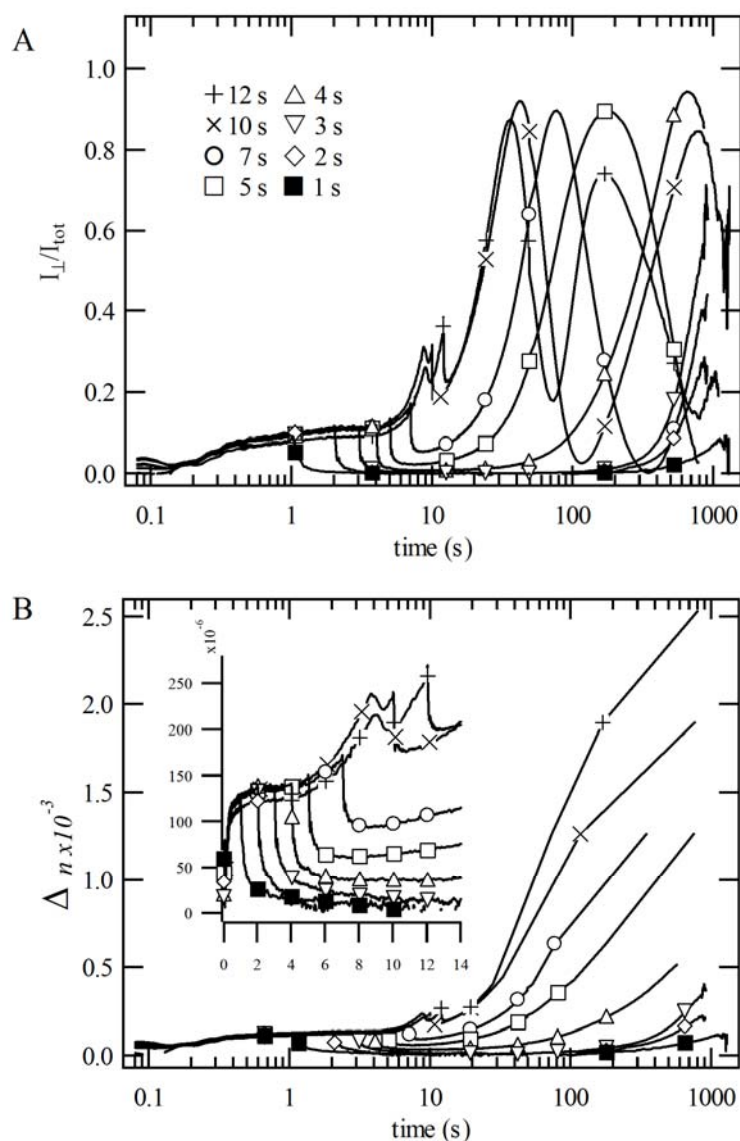 A
1.0
0.8
0.6
0.4
0.2
0.0
I⊥/Itot
12 s 4 s
10 s 3 s
7 s 2 s
5 s 1 s
0.1 1 10 100 1000
time (s)
B
2.5
2.0
1.5
1.0
0.5
0.0
Δ n x10-3
x10-6
250
200
150
100
50
0
0 2 4 6 8 10 12 14
0.1 1 10 100 1000
time (s)